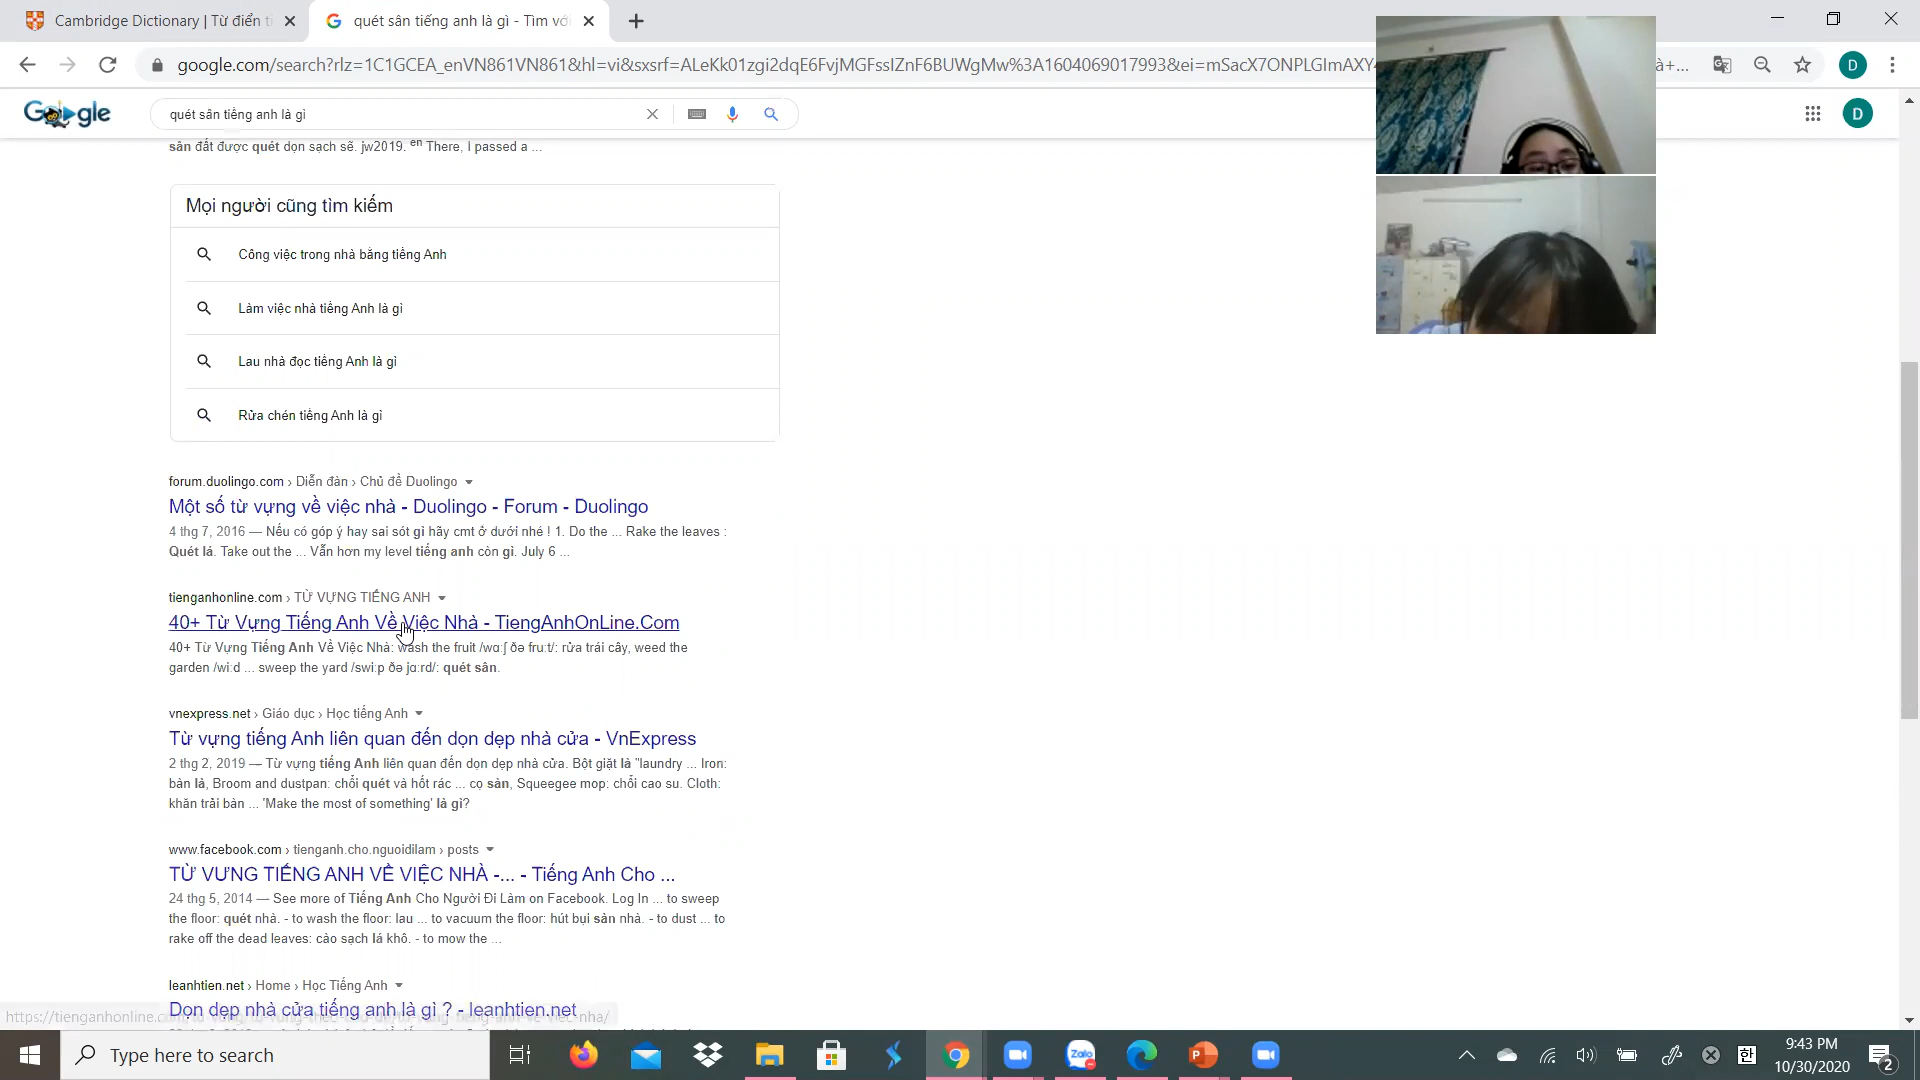 Cambridge Dictionary | Từ điển ti
quét sân tiếng anh là gì - Tìm với
google.com/search?rlz=1C1GCEA_enVN861VN861&hl=vi&sxsrf=ALeKk01zgi2dqE6FvjMGFssIZnF6BUWgMw%3A1604069017993&ei=mSacX7ONPLGImAXY
à+...
D
Google
quét sân tiếng anh là gì
D
sân đất được quét dọn sạch sẽ. jw2019. en There, I passed a ...
Mọi người cũng tìm kiếm
Công việc trong nhà bằng tiếng Anh
Làm việc nhà tiếng Anh là gì
Lau nhà đọc tiếng Anh là gì
Rửa chén tiếng Anh là gì
forum.duolingo.com › Diễn đàn › Chủ đề Duolingo
Một số từ vựng về việc nhà - Duolingo - Forum - Duolingo
4 thg 7, 2016 — Nếu có góp ý hay sai sót gì hãy cmt ở dưới nhé ! 1. Do the ... Rake the leaves :
Quét lá. Take out the ... Vẫn hơn my level tiếng anh còn gì. July 6 ...
tienganhonline.com › TỪ VỰNG TIẾNG ANH
40+ Từ Vựng Tiếng Anh Về Việc Nhà - TiengAnhOnLine.Com
40+ Từ Vựng Tiếng Anh Về Việc Nhà: wash the fruit /wɑːʃ ðə fruːt/: rửa trái cây, weed the
garden /wiːd ... sweep the yard /swiːp ðə jɑːrd/: quét sân.
vnexpress.net › Giáo dục › Học tiếng Anh
Từ vựng tiếng Anh liên quan đến dọn dẹp nhà cửa - VnExpress
2 thg 2, 2019 — Từ vựng tiếng Anh liên quan đến dọn dẹp nhà cửa. Bột giặt là "laundry ... Iron:
bàn là, Broom and dustpan: chổi quét và hốt rác ... cọ sàn, Squeegee mop: chổi cao su. Cloth:
khăn trải bàn ... 'Make the most of something' là gì?
www.facebook.com › tienganh.cho.nguoidilam › posts
TỪ VƯNG TIẾNG ANH VỀ VIỆC NHÀ -... - Tiếng Anh Cho ...
24 thg 5, 2014 — See more of Tiếng Anh Cho Người Đi Làm on Facebook. Log In ... to sweep
the floor: quét nhà. - to wash the floor: lau ... to vacuum the floor: hút bụi sàn nhà. - to dust ... to
rake off the dead leaves: cào sạch lá khô. - to mow the ...
leanhtien.net › Home › Học Tiếng Anh
Dọn dẹp nhà cửa tiếng anh là gì ? - leanhtien.net
https://tienganhonline.com
Type here to search
Zalo
한
9:43 PM
10/30/2020
2